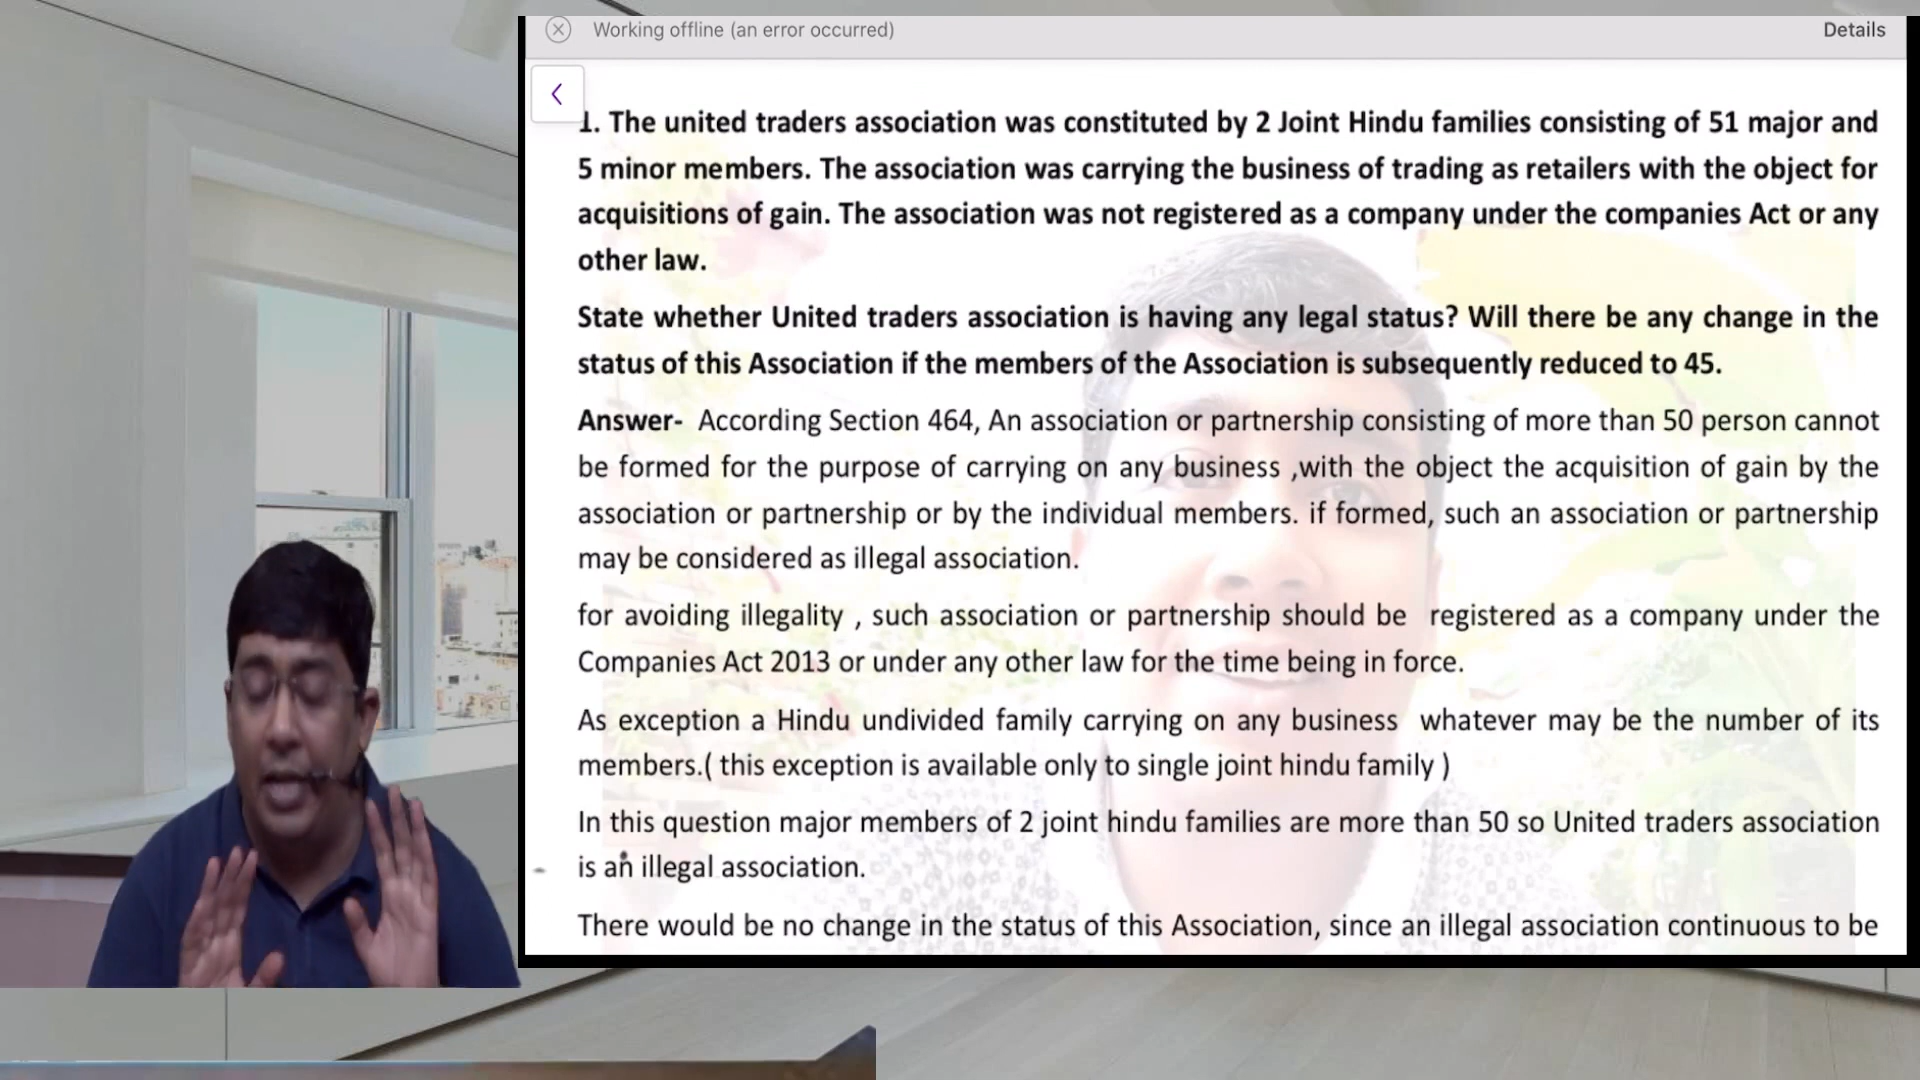 Working offline (an error occurred) Details
1. The united traders association was constituted by 2 Joint Hindu families consisting of 51 major and
5 minor members. The association was carrying the business of trading as retailers with the object for
acquisitions of gain. The association was not registered as a company under the companies Act or any
other law.
State whether United traders association is having any legal status? Will there be any change in the
status of this Association if the members of the Association is subsequently reduced to 45.
Answer- According Section 464, An association or partnership consisting of more than 50 person cannot
be formed for the purpose of carrying on any business ,with the object the acquisition of gain by the
association or partnership or by the individual members. if formed, such an association or partnership
may be considered as illegal association.
for avoiding illegality , such association or partnership should be registered as a company under the
Companies Act 2013 or under any other law for the time being in force.
As exception a Hindu undivided family carrying on any business whatever may be the number of its
members.( this exception is available only to single joint hindu family )
In this question major members of 2 joint hindu families are more than 50 so United traders association
is an illegal association.
There would be no change in the status of this Association, since an illegal association continuous to be